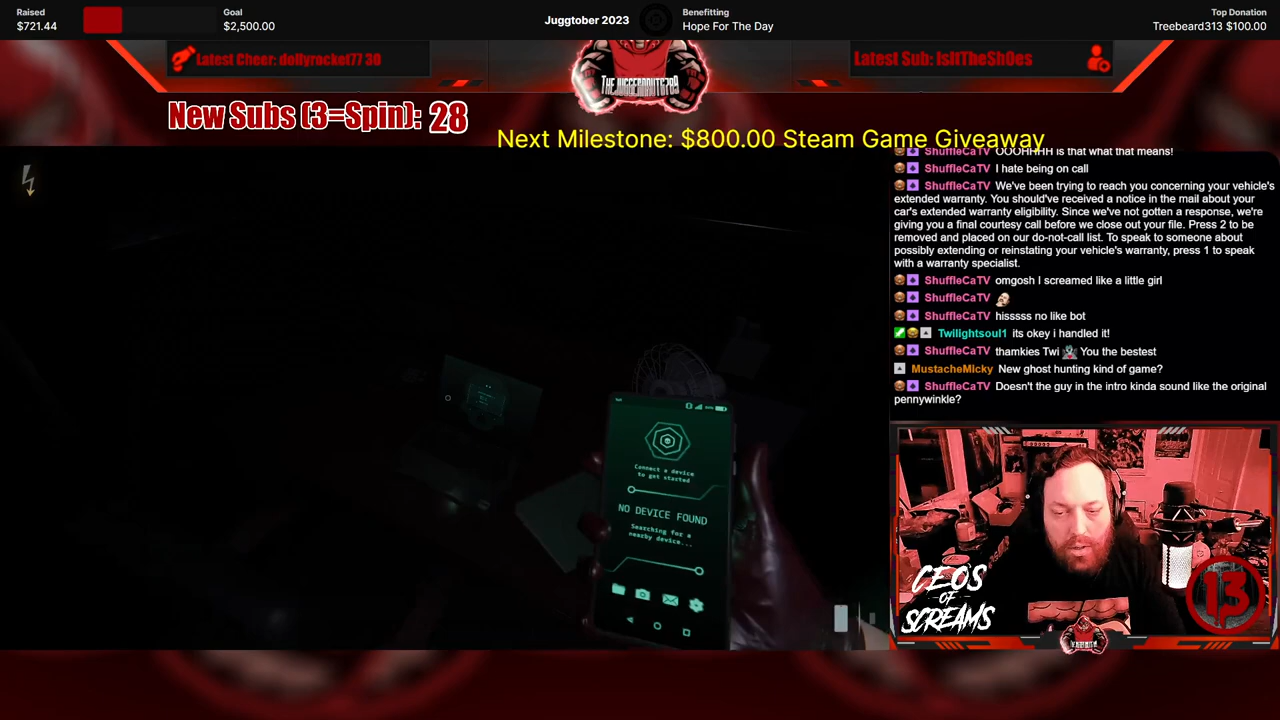 Raised
$721.44
Goal
$2,500.00
Juggtober 2023
Benefitting
Hope For The Day
Top Donation
Treebeard313 $100.00
Latest Cheer: dollyrocket77 30
THEJUGGERNAUT6789
Latest Sub: IsItTheSh0es
New Subs (3=Spin): 28
Next Milestone: $800.00 Steam Game Giveaway
ShuffleCaTV OOOHHHH is that what that means!
ShuffleCaTV I hate being on call
ShuffleCaTV We've been trying to reach you concerning your vehicle's
extended warranty. You should've received a notice in the mail about your
car's extended warranty eligibility. Since we've not gotten a response, we're
giving you a final courtesy call before we close out your file. Press 2 to be
removed and placed on our do-not-call list. To speak to someone about
possibly extending or reinstating your vehicle's warranty, press 1 to speak
with a warranty specialist.
ShuffleCaTV omgosh I screamed like a little girl
ShuffleCaTV
ShuffleCaTV hisssss no like bot
Twilightsoul1 its okey i handled it!
ShuffleCaTV thamkies Twi You the bestest
MustacheMIcky New ghost hunting kind of game?
ShuffleCaTV Doesn't the guy in the intro kinda sound like the original
pennywinkle?
Connect a device
to get started
NO DEVICE FOUND
Searching for a
nearby device...
CEOS
OF
SCREAMS
13